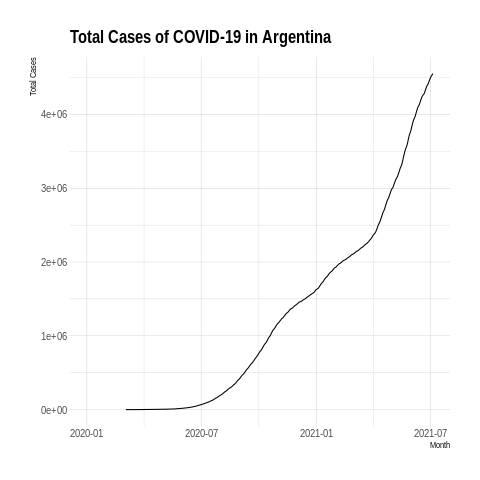 Total Cases of COVID-19 in Argentina
Total Cases
4e+06
3e+06
2e+06
1e+06
0e+00
2020-01 2020-07 2021-01 2021-07
Month